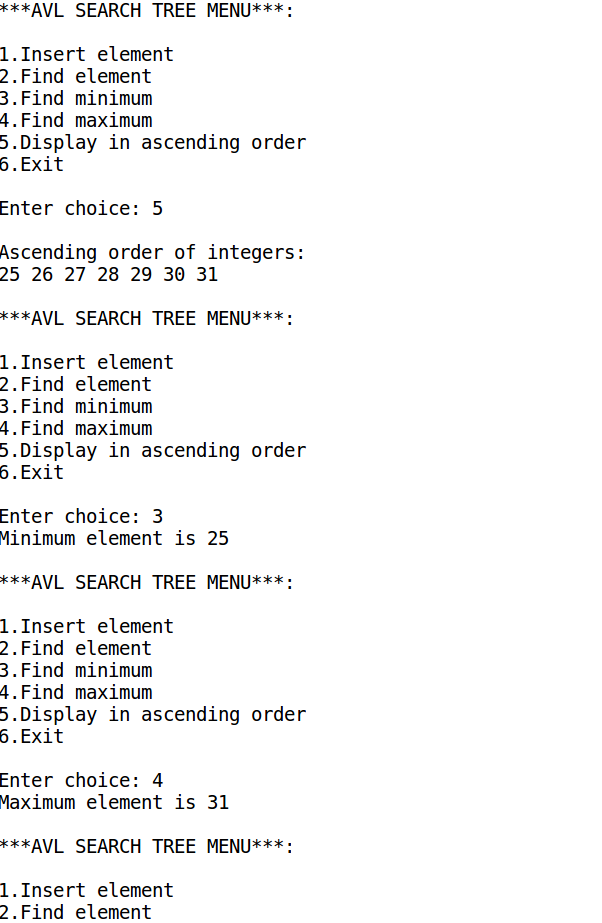 ***AVL SEARCH TREE MENU***:
1.Insert element
2.Find element
3.Find minimum
4.Find maximum
5.Display in ascending order
6.Exit
Enter choice: 5
Ascending order of integers:
25 26 27 28 29 30 31
***AVL SEARCH TREE MENU***:
1.Insert element
2.Find element
3.Find minimum
4.Find maximum
5.Display in ascending order
6.Exit
Enter choice: 3
Minimum element is 25
***AVL SEARCH TREE MENU***:
1.Insert element
2.Find element
3.Find minimum
4.Find maximum
5.Display in ascending order
6.Exit
Enter choice: 4
Maximum element is 31
***AVL SEARCH TREE MENU***:
1.Insert element
2.Find element